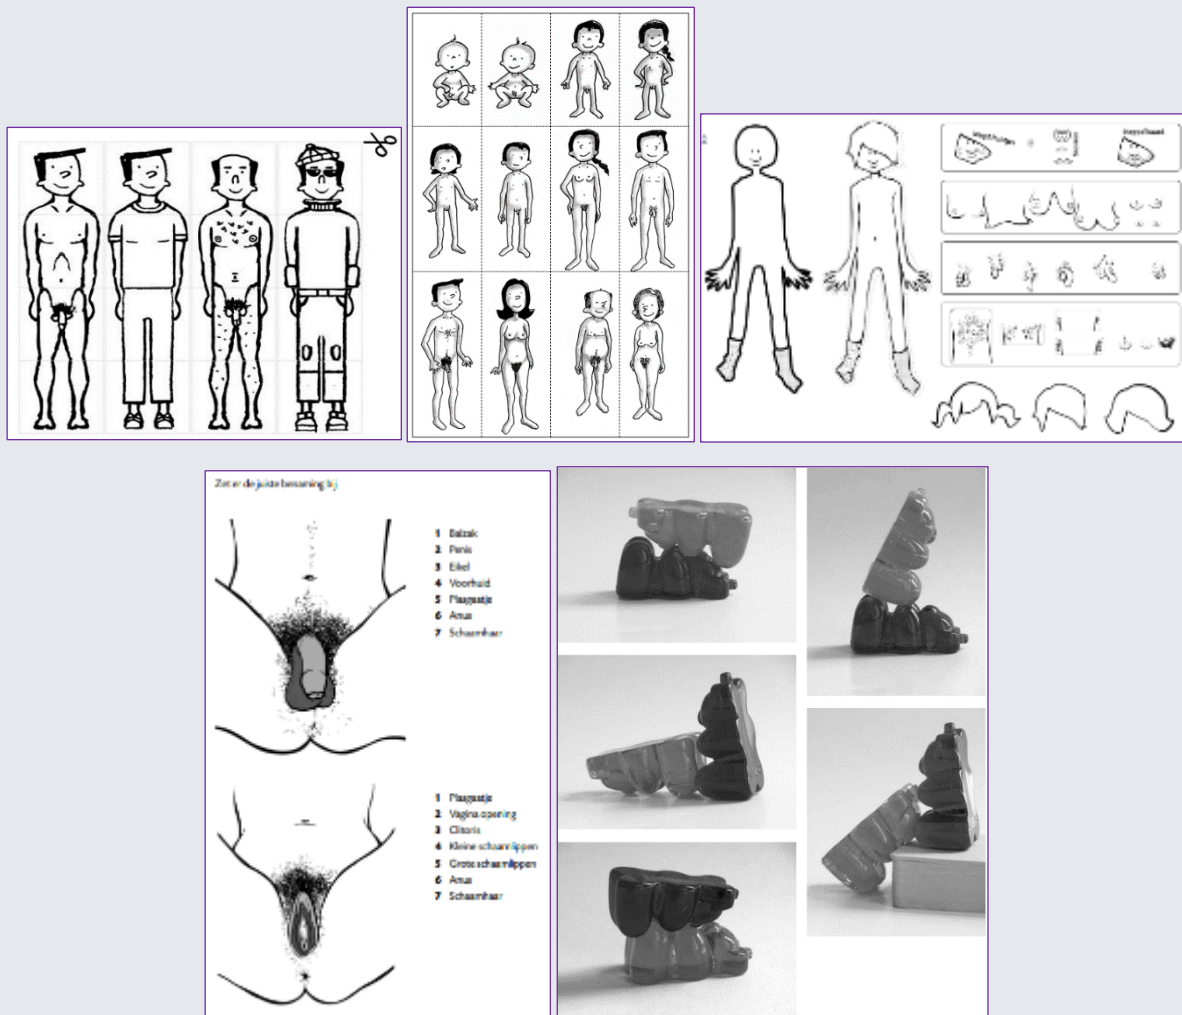 Zet er de juiste benaming bij
1 Balzak
2 Penis
3 Eikel
4 Voorhuid
5 Plasgaatje
6 Anus
7 Schaamhaar
1 Plasgaatje
2 Vagina opening
3 Clitoris
4 Kleine schaamlippen
5 Grote schaamlippen
6 Anus
7 Schaamhaar